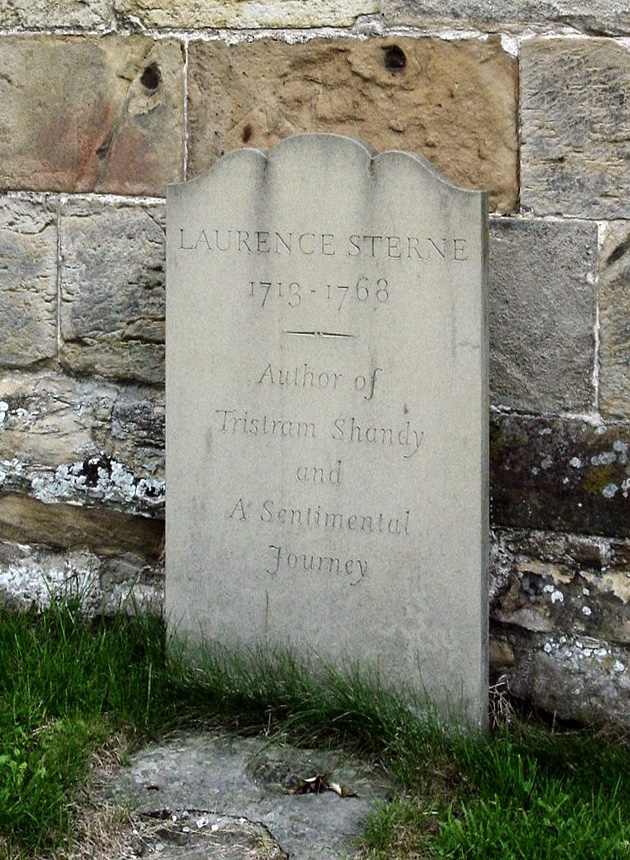 LAURENCE STERNE
1713-1768
Author of
Tristram Shandy
and
A Sentimental
Journey